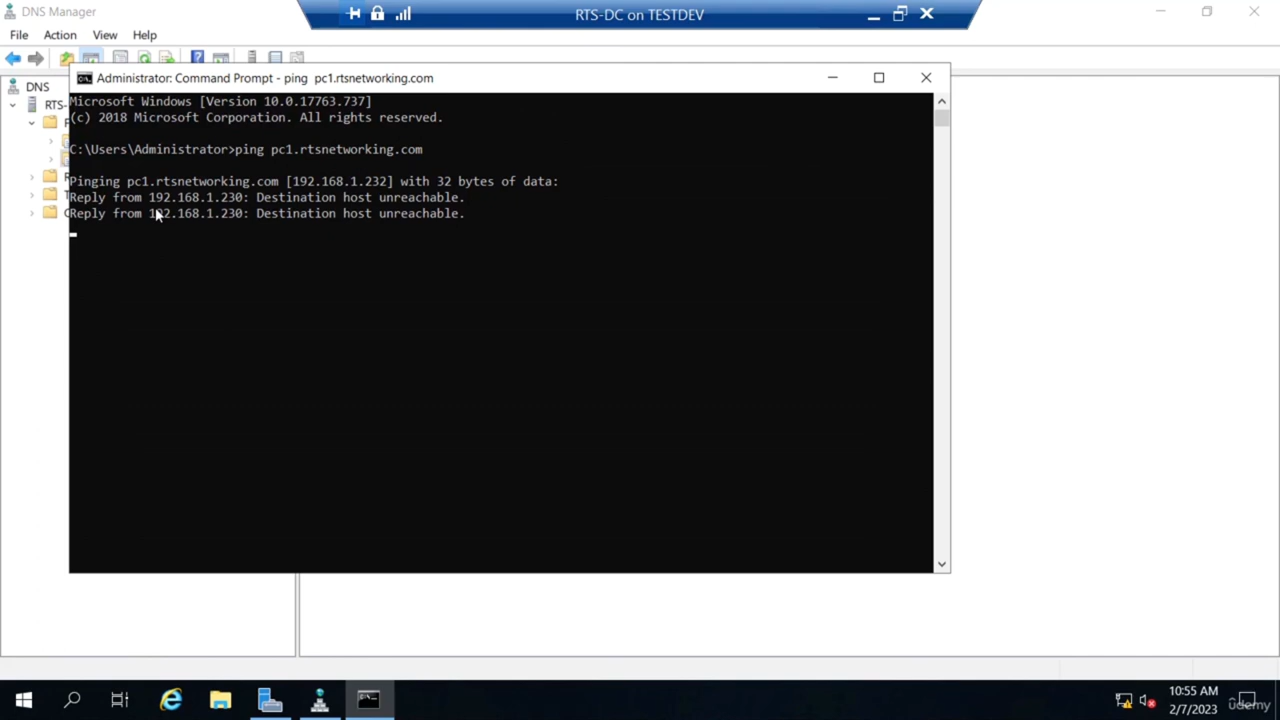 DNS Manager
RTS-DC on TESTDEV
File Action View Help
Administrator: Command Prompt - ping pc1.rtsnetworking.com
DNS
RTS-
Microsoft Windows [Version 10.0.17763.737]
(c) 2018 Microsoft Corporation. All rights reserved.
C:\Users\Administrator>ping pc1.rtsnetworking.com
Pinging pc1.rtsnetworking.com [192.168.1.232] with 32 bytes of data:
Reply from 192.168.1.230: Destination host unreachable.
Reply from 192.168.1.230: Destination host unreachable.
10:55 AM
2/7/2023
udemy